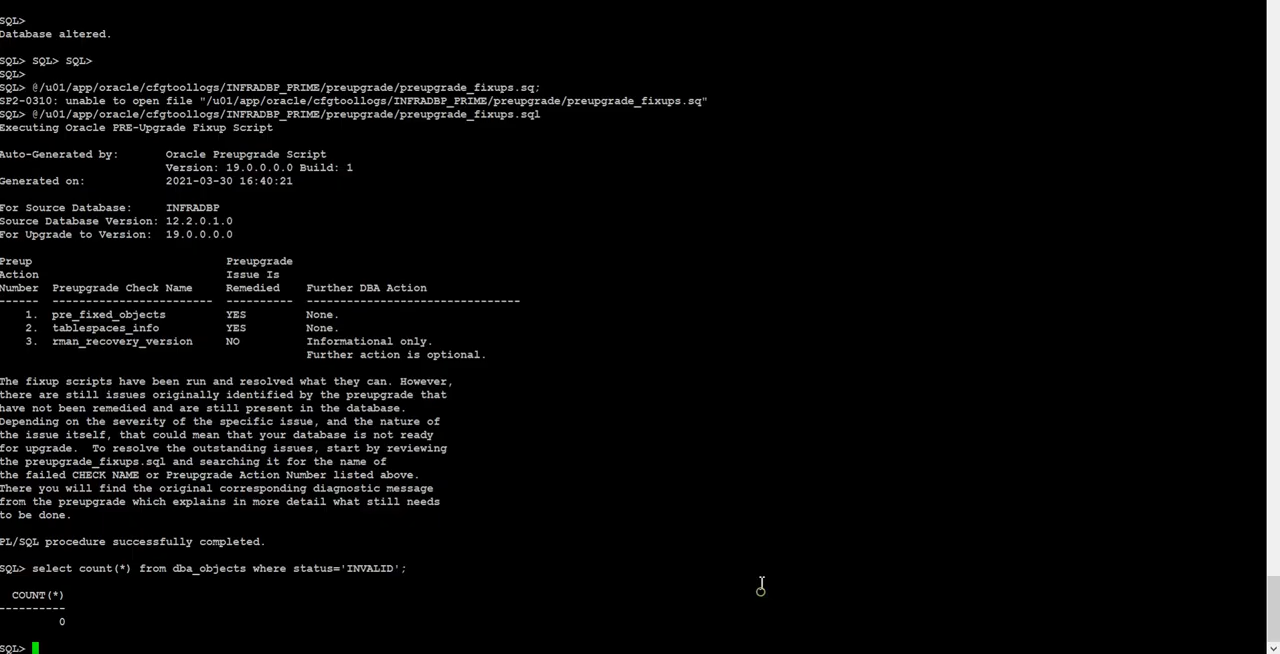 SQL>
Database altered.
SQL> SQL> SQL>
SQL>
SQL> @/u01/app/oracle/cfgtoollogs/INFRADBP_PRIME/preupgrade/preupgrade_fixups.sq;
SP2-0310: unable to open file "/u01/app/oracle/cfgtoollogs/INFRADBP_PRIME/preupgrade/preupgrade_fixups.sq"
SQL> @/u01/app/oracle/cfgtoollogs/INFRADBP_PRIME/preupgrade/preupgrade_fixups.sql
Executing Oracle PRE-Upgrade Fixup Script
Auto-Generated by:       Oracle Preupgrade Script
                         Version: 19.0.0.0.0 Build: 1
Generated on:            2021-03-30 16:40:21
For Source Database:     INFRADBP
Source Database Version: 12.2.0.1.0
For Upgrade to Version:  19.0.0.0.0
Preup                             Preupgrade
Action                            Issue Is
Number  Preupgrade Check Name     Remedied    Further DBA Action
------  ------------------------  ----------  --------------------------------
    1.  pre_fixed_objects         YES         None.
    2.  tablespaces_info          YES         None.
    3.  rman_recovery_version     NO          Informational only.
                                              Further action is optional.
The fixup scripts have been run and resolved what they can. However,
there are still issues originally identified by the preupgrade that
have not been remedied and are still present in the database.
Depending on the severity of the specific issue, and the nature of
the issue itself, that could mean that your database is not ready
for upgrade.  To resolve the outstanding issues, start by reviewing
the preupgrade_fixups.sql and searching it for the name of
the failed CHECK NAME or Preupgrade Action Number listed above.
There you will find the original corresponding diagnostic message
from the preupgrade which explains in more detail what still needs
to be done.
PL/SQL procedure successfully completed.
SQL> select count(*) from dba_objects where status='INVALID';
  COUNT(*)
----------
         0
SQL>